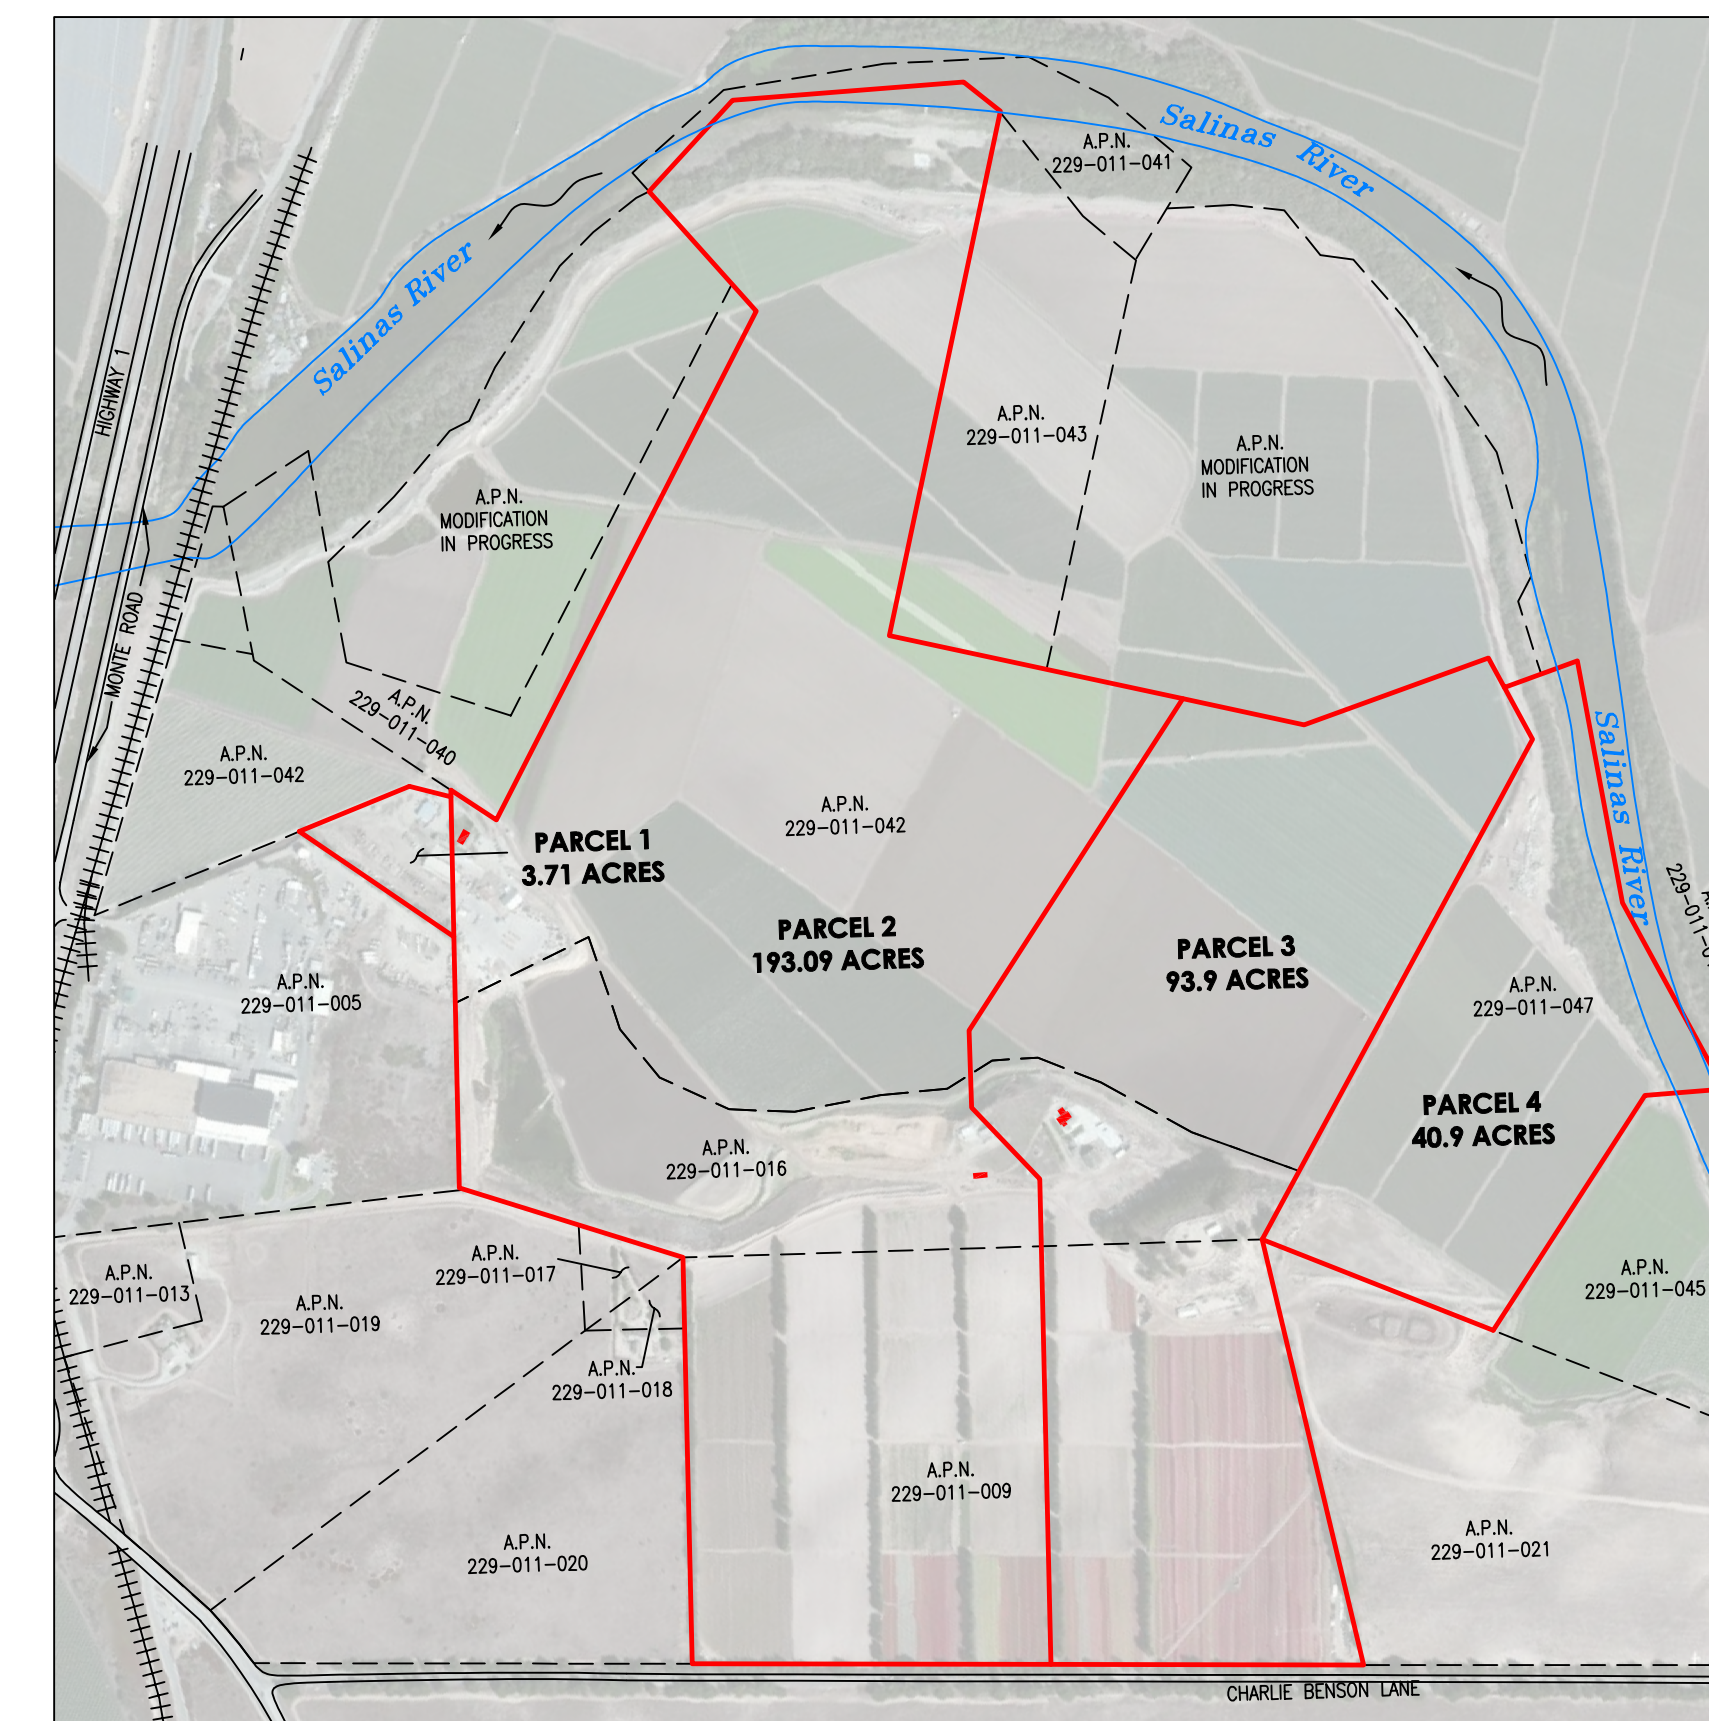 Salinas River
A.P.N.
229-011-041
Salinas River
HIGHWAY 1
A.P.N.
229-011-043
A.P.N.
MODIFICATION
IN PROGRESS
A.P.N.
MODIFICATION
IN PROGRESS
MONTE ROAD
A.P.N.
229-011-040
A.P.N.
229-011-042
Salinas River
A.P.N.
229-011-042
PARCEL 1
3.71 ACRES
PARCEL 2
193.09 ACRES
PARCEL 3
93.9 ACRES
A.P.N.
229-011-005
A.P.N.
229-011-047
PARCEL 4
40.9 ACRES
A.P.N.
229-011-016
A.P.N.
229-011-017
A.P.N.
229-011-013
A.P.N.
229-011-019
A.P.N.
229-011-045
A.P.N.
229-011-018
A.P.N.
229-011-009
A.P.N.
229-011-020
A.P.N.
229-011-021
CHARLIE BENSON LANE